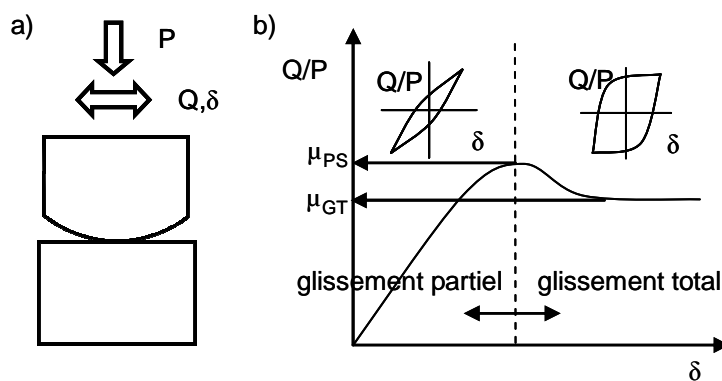 a)
P
Q,δ
b)
Q/P
Q/P
δ
Q/P
δ
μPS
μGT
glissement partiel
glissement total
δ